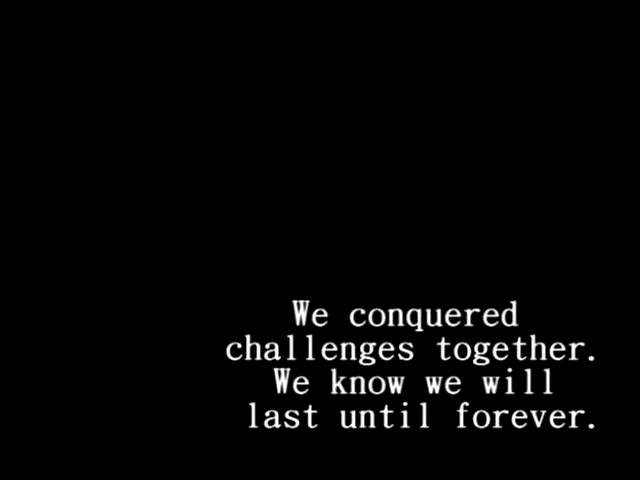 We conquered
challenges together.
We know we will
last until forever.